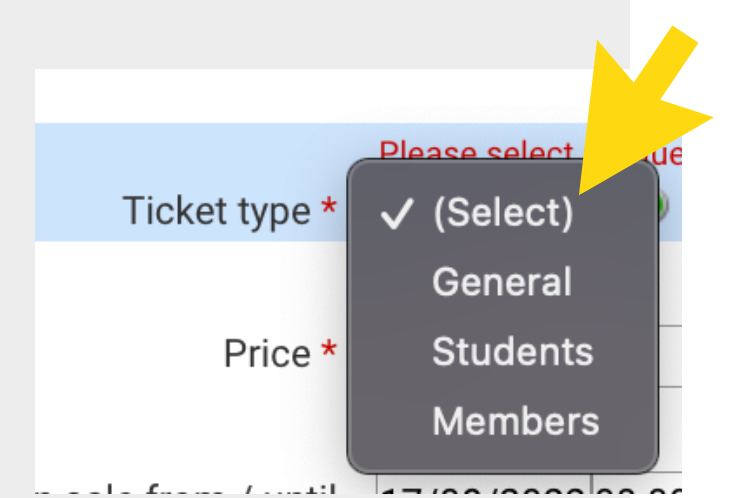 Please select
Ticket type * ✓ (Select)
General
Price * Students
Members